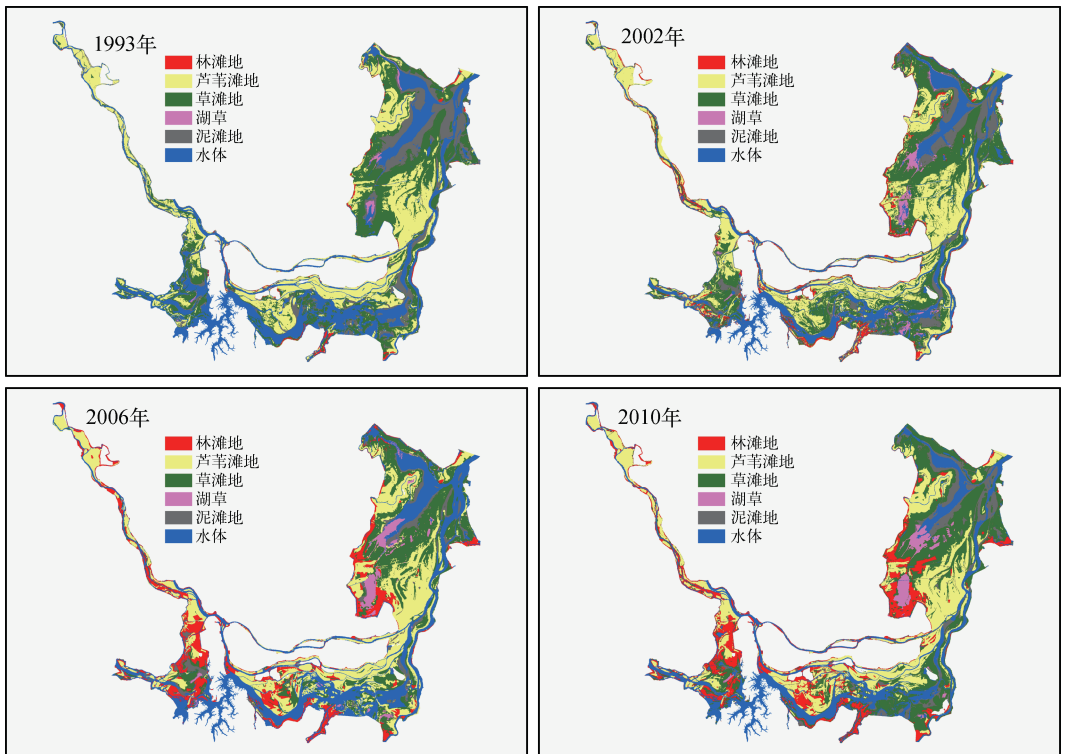 1993年
林滩地
芦苇滩地
草滩地
湖草
泥滩地
水体
2002年
林滩地
芦苇滩地
草滩地
湖草
泥滩地
水体
2006年
林滩地
芦苇滩地
草滩地
湖草
泥滩地
水体
2010年
林滩地
芦苇滩地
草滩地
湖草
泥滩地
水体